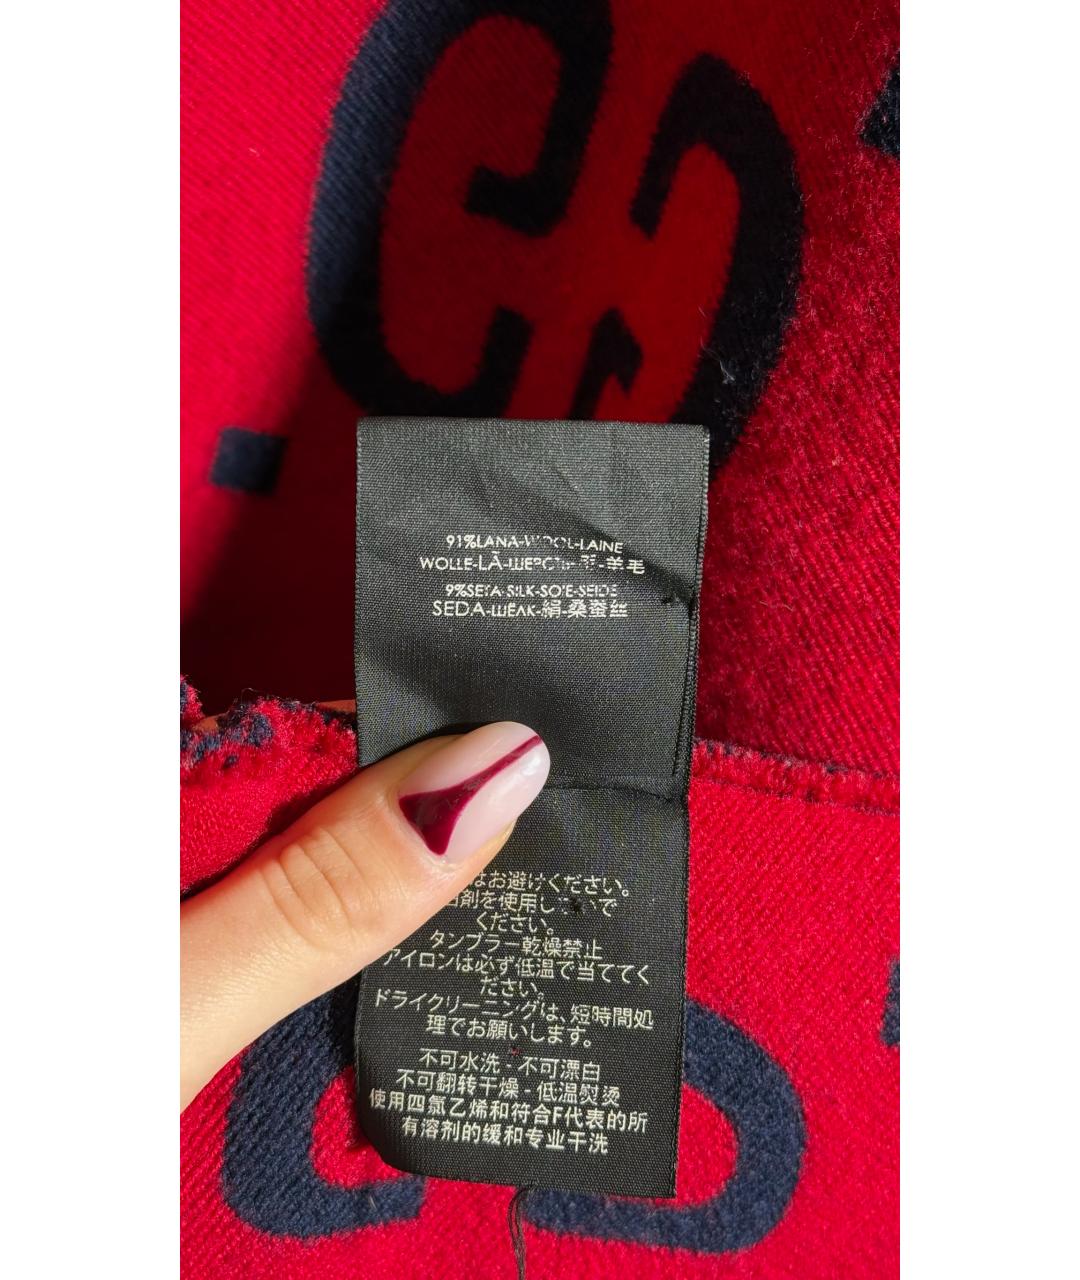 91%LANA-WOOL-LAINE
WOLLE-LÃ-ШЕРСТЬ-毛-羊毛
9%SETA-SILK-SOIE-SEIDE
SEDA-ШЕЛК-絹-桑蚕丝
はお避けください。
白剤を使用しないで
ください。
タンブラー乾燥禁止
アイロンは必ず低温で当ててく
ださい。
ドライクリーニングは、短時間処
理でお願いします。
不可水洗 - 不可漂白
不可翻转干燥 - 低温熨烫
使用四氯乙烯和符合F代表的所
有溶剂的缓和专业干洗